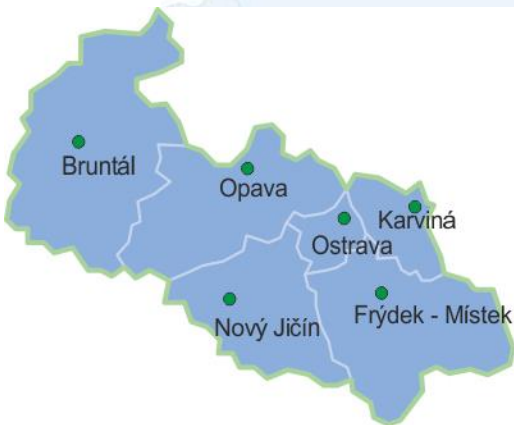 Bruntál
Opava
Karviná
Ostrava
Nový Jičín
Frýdek - Místek